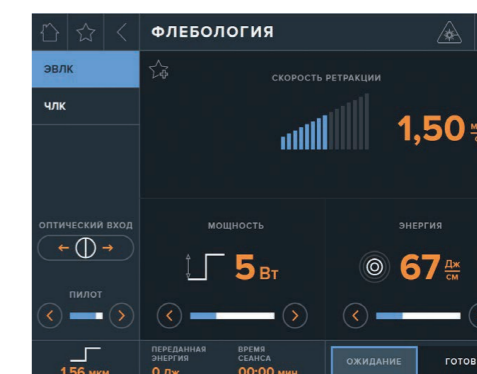 ФЛЕБОЛОГИЯ
ЭВЛК
ЧЛК
СКОРОСТЬ РЕТРАКЦИИ
1,50
ОПТИЧЕСКИЙ ВХОД
ПИЛОТ
МОЩНОСТЬ
5 Вт
ЭНЕРГИЯ
67 Дж
см
1,56 мкм
ПЕРЕДАННАЯ
ЭНЕРГИЯ
0 Дж
ВРЕМЯ
СЕАНСА
00:00 мин
ОЖИДАНИЕ
ГОТОВ